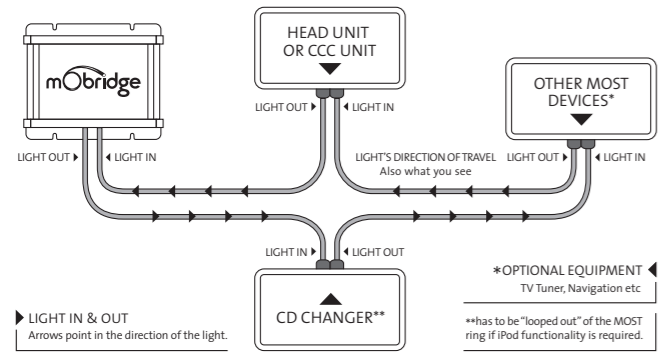 mObridge
HEAD UNIT
OR CCC UNIT
OTHER MOST
DEVICES*
LIGHT OUT
LIGHT IN
LIGHT OUT
LIGHT IN
LIGHT'S DIRECTION OF TRAVEL
Also what you see
LIGHT OUT
LIGHT IN
LIGHT IN
LIGHT OUT
CD CHANGER**
*OPTIONAL EQUIPMENT
TV Tuner, Navigation etc
LIGHT IN & OUT
Arrows point in the direction of the light.
**has to be "looped out" of the MOST
ring if iPod functionality is required.